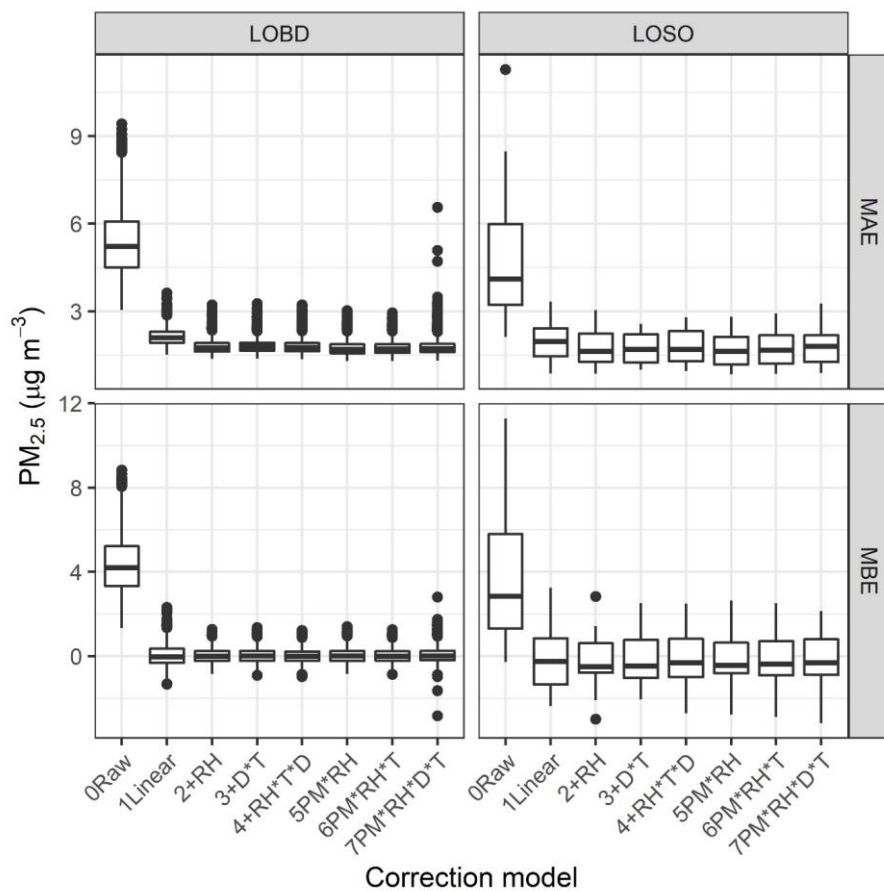 LOBD
LOSO
9
6
3
MAE
12
8
4
0
MBE
PM2.5 (μg m−3)
0Raw
1Linear
2+RH
3+D*T
4+RH*T*D
5PM*RH
6PM*RH*T
7PM*RH*D*T
0Raw
1Linear
2+RH
3+D*T
4+RH*T*D
5PM*RH
6PM*RH*T
7PM*RH*D*T
Correction model